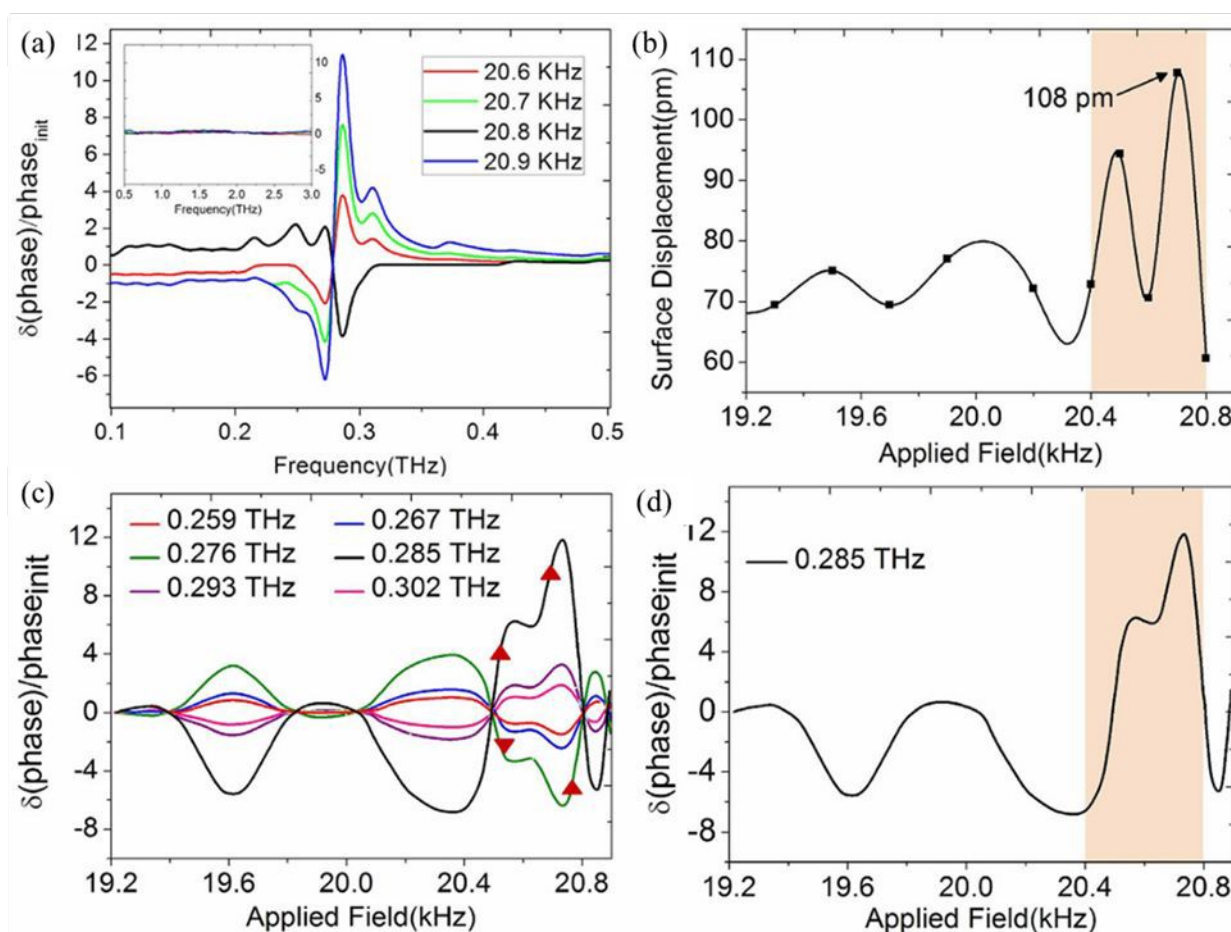 (a)
12
10
8
6
4
2
0
-2
-4
-6
δ(phase)/phaseinit
0.1
0.2
0.3
0.4
0.5
Frequency(THz)
10
5
0
-5
0.5
1.0
1.5
2.0
2.5
3.0
Frequency(THz)
20.6 KHz
20.7 KHz
20.8 KHz
20.9 KHz
(b)
110
100
90
80
70
60
Surface Displacement(pm)
108 pm
19.2
19.6
20.0
20.4
20.8
Applied Field(kHz)
(c)
12
8
4
0
-4
-8
δ(phase)/phaseinit
0.259 THz
0.267 THz
0.276 THz
0.285 THz
0.293 THz
0.302 THz
19.2
19.6
20.0
20.4
20.8
Applied Field(kHz)
(d)
12
8
4
0
-4
-8
δ(phase)/phaseinit
0.285 THz
19.2
19.6
20.0
20.4
20.8
Applied Field(kHz)